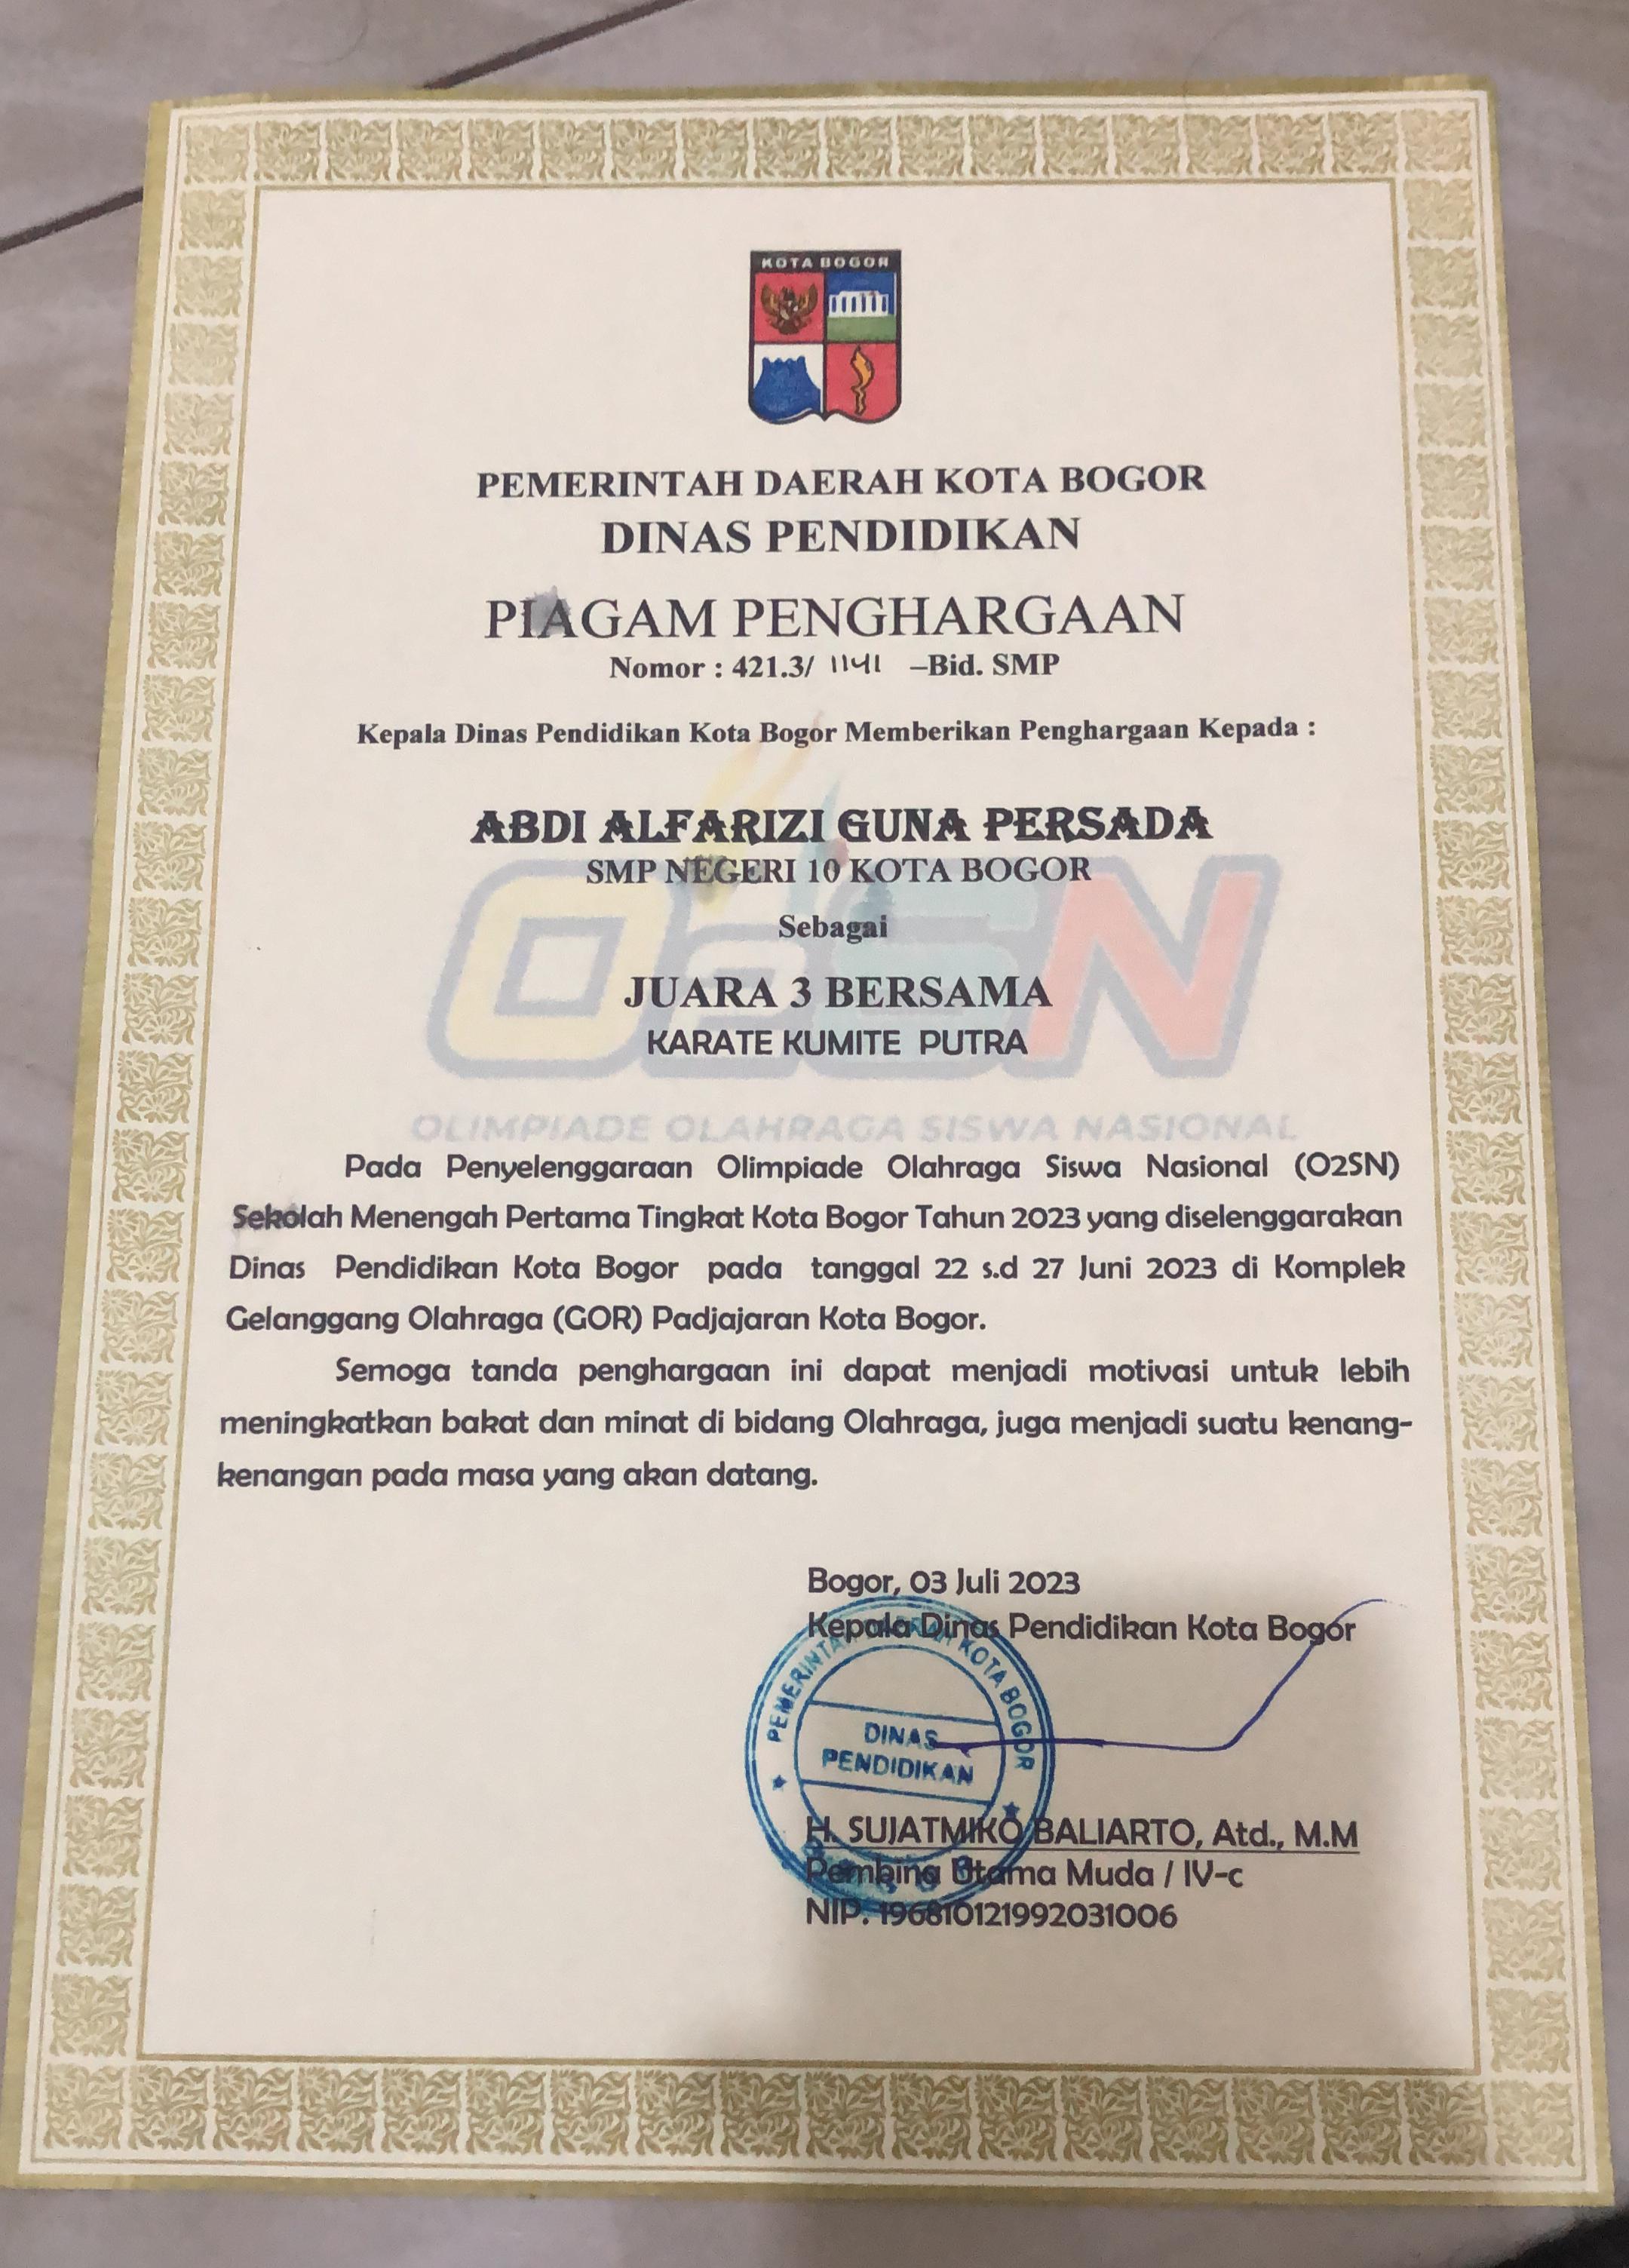 KOTA BOGOR
PEMERINTAH DAERAH KOTA BOGOR
DINAS PENDIDIKAN
PIAGAM PENGHARGAAN
Nomor : 421.3/ 1141 –Bid. SMP
Kepala Dinas Pendidikan Kota Bogor Memberikan Penghargaan Kepada :
ABDI ALFARIZI GUNA PERSADA
SMP NEGERI 10 KOTA BOGOR
Sebagai
JUARA 3 BERSAMA
KARATE KUMITE PUTRA
O2SN
OLIMPIADE OLAHRAGA SISWA NASIONAL
Pada Penyelenggaraan Olimpiade Olahraga Siswa Nasional (O2SN)
Sekolah Menengah Pertama Tingkat Kota Bogor Tahun 2023 yang diselenggarakan
Dinas Pendidikan Kota Bogor pada tanggal 22 s.d 27 Juni 2023 di Komplek
Gelanggang Olahraga (GOR) Padjajaran Kota Bogor.
Semoga tanda penghargaan ini dapat menjadi motivasi untuk lebih
meningkatkan bakat dan minat di bidang Olahraga, juga menjadi suatu kenang-
kenangan pada masa yang akan datang.
Bogor, 03 Juli 2023
Kepala Dinas Pendidikan Kota Bogor
PEMERINTAH DAERAH KOTA BOGOR
DINAS
PENDIDIKAN
H. SUJATMIKO BALIARTO, Atd., M.M
Pembina Utama Muda / IV-c
NIP. 196810121992031006